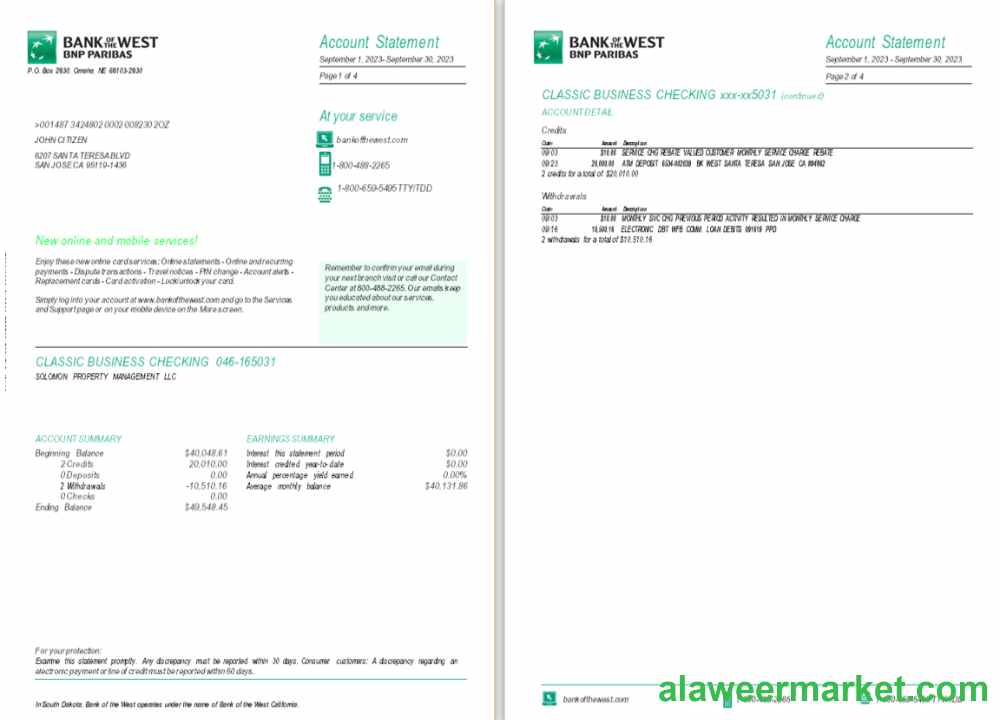 BANK OF THE WEST
BNP PARIBAS
P.O. Box 2830, Omaha, NE 68103-2830
Account Statement
September 1, 2023- September 30, 2023
Page 1 of 4
>001487 3424802 0002 008230 2OZ
JOHN CITIZEN
6207 SANTA TERESA BLVD
SAN JOSE CA 95119-1436
At your service
bankofthewest.com
1-800-488-2265
1-800-659-5495 TTY/TDD
New online and mobile services!
Enjoy these new online card services: Online statements - Online and recurring
payments - Dispute transactions - Travel notices - PIN change - Account alerts -
Replacement cards - Card activation - Lock/unlock your card.
Simply log into your account at www.bankofthewest.com and go to the Services
and Support page or on your mobile device on the More screen.
Remember to confirm your email during
your next branch visit or call our Contact
Center at 800-488-2265. Our emails keep
you educated about our services,
products and more.
CLASSIC BUSINESS CHECKING 046-165031
SOLOMON PROPERTY MANAGEMENT LLC
ACCOUNT SUMMARY
Beginning Balance $40,048.61
2 Credits 20,010.00
0 Deposits 0.00
2 Withdrawals -10,510.16
0 Checks 0.00
Ending Balance $49,548.45
EARNINGS SUMMARY
Interest this statement period $0.00
Interest credited year-to-date $0.00
Annual percentage yield earned 0.00%
Average monthly balance $40,131.86
For your protection:
Examine this statement promptly. Any discrepancy must be reported within 30 days. Consumer customers: A discrepancy regarding an
electronic payment or line of credit must be reported within 60 days.
In South Dakota, Bank of the West operates under the name of Bank of the West California.
BANK OF THE WEST
BNP PARIBAS
Account Statement
September 1, 2023- September 30, 2023
Page 2 of 4
CLASSIC BUSINESS CHECKING xxx-xx5031 (continued)
ACCOUNT DETAIL
Credits
Date Amount Description
09/03 $10.00 SERVICE CHG REBATE VALUED CUSTOMER MONTHLY SERVICE CHARGE REBATE
09/23 20,000.00 ATM DEPOSIT BK WEST SANTA TERESA SAN JOSE CA
2 credits for a total of $20,010.00
Withdrawals
Date Amount Description
09/03 $10.00 MONTHLY SVC CHG PREVIOUS PERIOD ACTIVITY RESULTED IN MONTHLY SERVICE CHARGE
09/16 10,500.16 ELECTRONIC DBT WFB COMM. LOAN DEBITS 091619 PPD
2 withdrawals for a total of $10,510.16
bankofthewest.com
alaweermarket.com